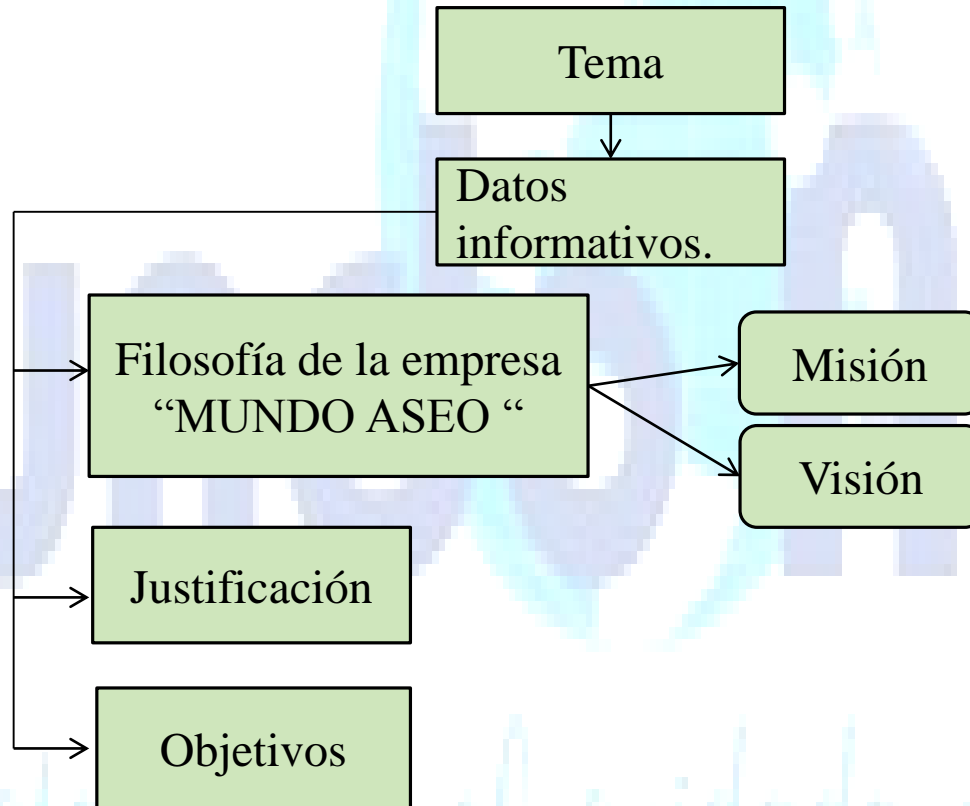 Tema
Datos
informativos.
Filosofía de la empresa
“MUNDO ASEO “
Misión
Visión
Justificación
Objetivos